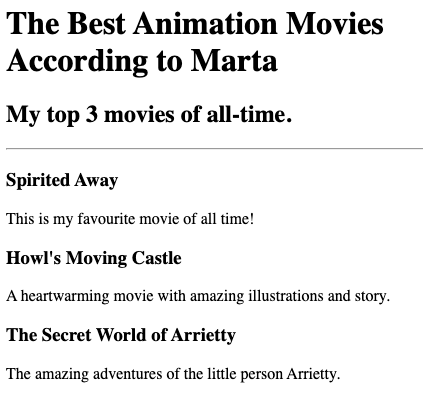 The Best Animation Movies
According to Marta
My top 3 movies of all-time.
Spirited Away
This is my favourite movie of all time!
Howl's Moving Castle
A heartwarming movie with amazing illustrations and story.
The Secret World of Arrietty
The amazing adventures of the little person Arrietty.